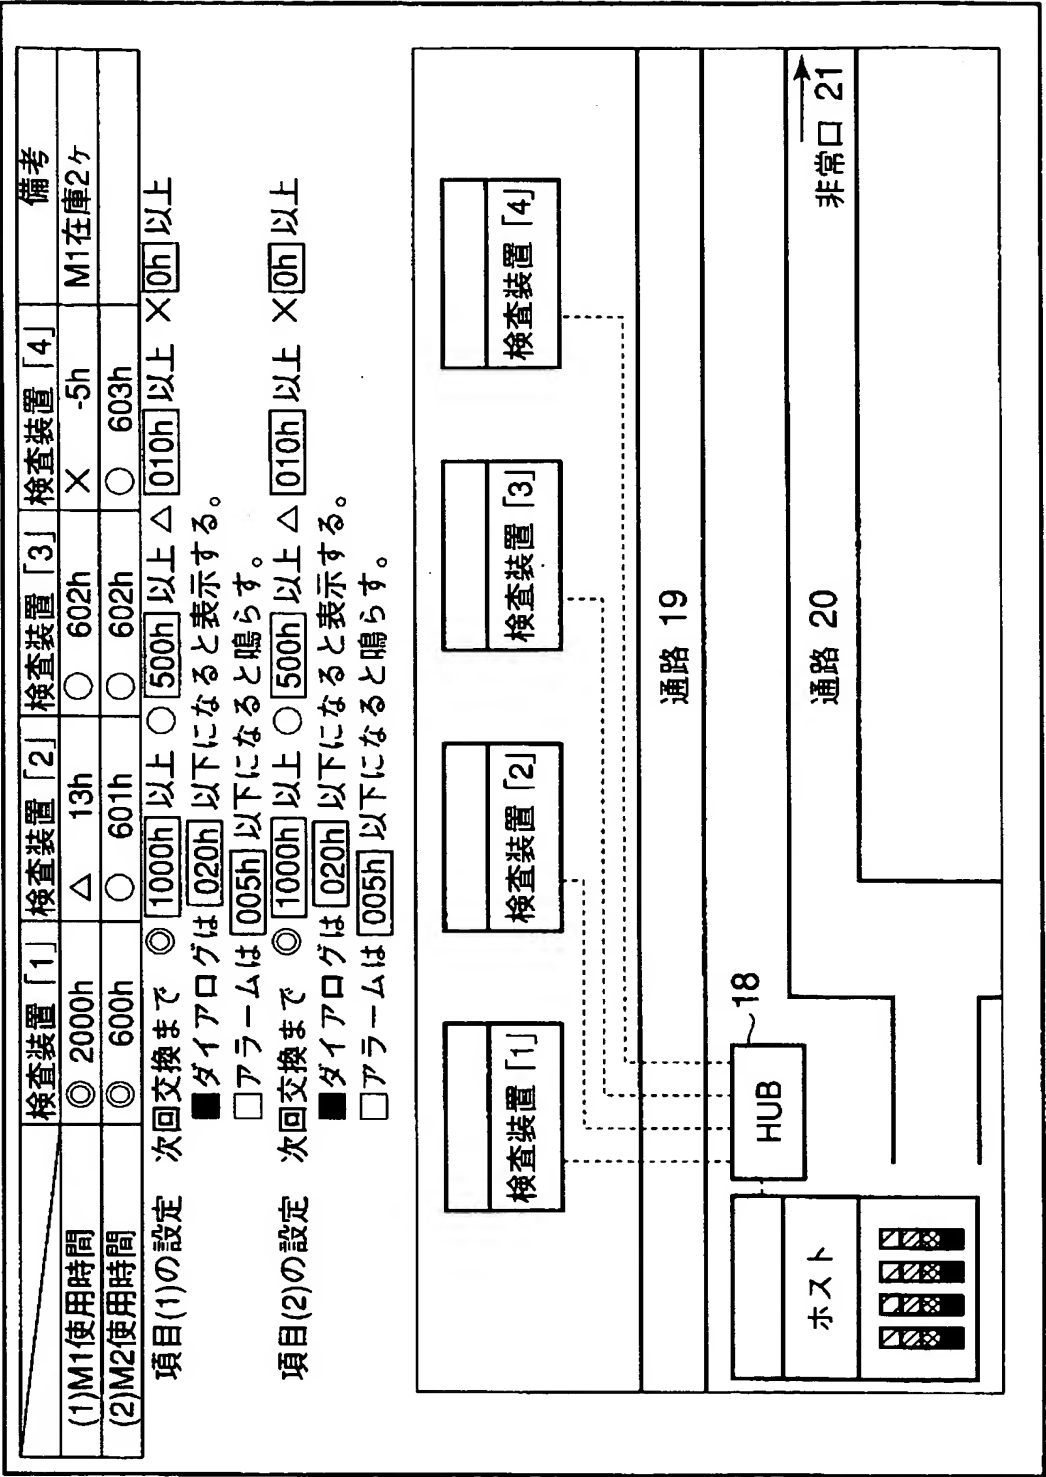 検査装置「1」 検査装置「2」 検査装置「3」 検査装置「4」 備考
(1)M1使用時間 ◎ 2000h △ 13h ○ 602h × -5h M1在庫2ヶ
(2)M2使用時間 ◎ 600h ○ 601h ○ 602h ○ 603h
項目(1)の設定 次回交換まで ◎ 1000h 以上 ○ 500h 以上 △ 010h 以上 × 0h 以上
■ダイアログは 020h 以下になると表示する。
□アラームは 005h 以下になると鳴らす。
項目(2)の設定 次回交換まで ◎ 1000h 以上 ○ 500h 以上 △ 010h 以上 × 0h 以上
■ダイアログは 020h 以下になると表示する。
□アラームは 005h 以下になると鳴らす。
検査装置「1」 検査装置「2」 検査装置「3」 検査装置「4」
通路 19
ホスト
HUB
18
通路 20
非常口 21